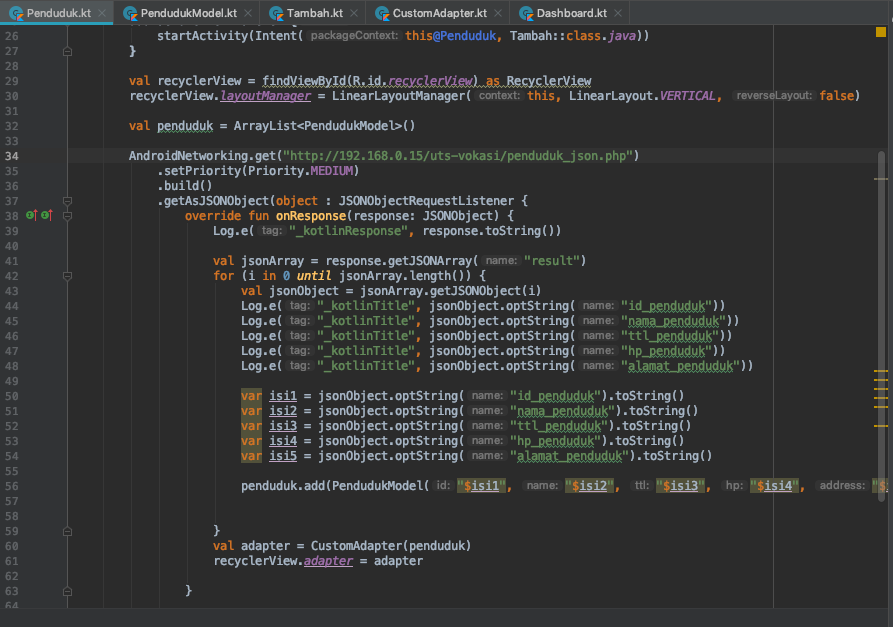 Penduduk.kt PendudukModel.kt Tambah.kt CustomAdapter.kt Dashboard.kt
26 startActivity(Intent( packageContext: this@Penduduk, Tambah::class.java))
27 }
28
29 val recyclerView = findViewById(R.id.recyclerView) as RecyclerView
30 recyclerView.layoutManager = LinearLayoutManager( context: this, LinearLayout.VERTICAL, reverseLayout: false)
31
32 val penduduk = ArrayList<PendudukModel>()
33
34 AndroidNetworking.get("http://192.168.0.15/uts-vokasi/penduduk_json.php")
35 .setPriority(Priority.MEDIUM)
36 .build()
37 .getAsJSONObject(object : JSONObjectRequestListener {
38 override fun onResponse(response: JSONObject) {
39 Log.e( tag: "_kotlinResponse", response.toString())
40
41 val jsonArray = response.getJSONArray( name: "result")
42 for (i in 0 until jsonArray.length()) {
43 val jsonObject = jsonArray.getJSONObject(i)
44 Log.e( tag: "_kotlinTitle", jsonObject.optString( name: "id_penduduk"))
45 Log.e( tag: "_kotlinTitle", jsonObject.optString( name: "nama_penduduk"))
46 Log.e( tag: "_kotlinTitle", jsonObject.optString( name: "ttl_penduduk"))
47 Log.e( tag: "_kotlinTitle", jsonObject.optString( name: "hp_penduduk"))
48 Log.e( tag: "_kotlinTitle", jsonObject.optString( name: "alamat_penduduk"))
49
50 var isi1 = jsonObject.optString( name: "id_penduduk").toString()
51 var isi2 = jsonObject.optString( name: "nama_penduduk").toString()
52 var isi3 = jsonObject.optString( name: "ttl_penduduk").toString()
53 var isi4 = jsonObject.optString( name: "hp_penduduk").toString()
54 var isi5 = jsonObject.optString( name: "alamat_penduduk").toString()
55
56 penduduk.add(PendudukModel( id: "$isi1", name: "$isi2", ttl: "$isi3", hp: "$isi4", address: "$i
57
58
59 }
60 val adapter = CustomAdapter(penduduk)
61 recyclerView.adapter = adapter
62
63 }
64